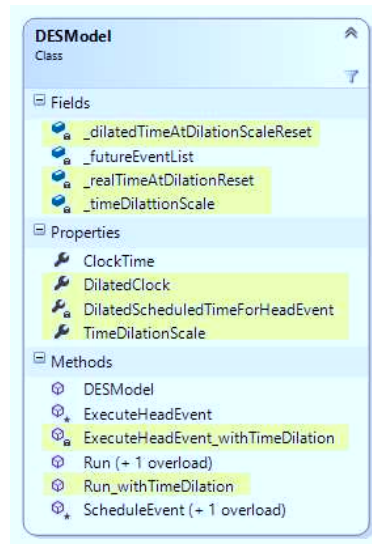 DESModel
Class
Fields
_dilatedTimeAtDilationScaleReset
_futureEventList
_realTimeAtDilationReset
_timeDilattionScale
Properties
ClockTime
DilatedClock
DilatedScheduledTimeForHeadEvent
TimeDilationScale
Methods
DESModel
ExecuteHeadEvent
ExecuteHeadEvent_withTimeDilation
Run (+ 1 overload)
Run_withTimeDilation
ScheduleEvent (+ 1 overload)